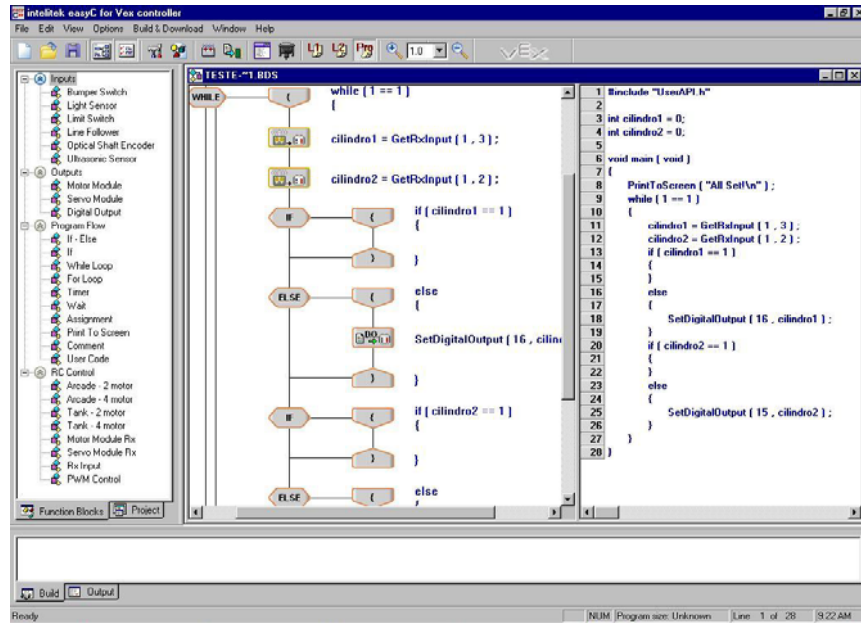 intelitek easyC for Vex controller
File Edit View Options Build & Download Window Help
1.0
vEx
Inputs
Bumper Switch
Light Sensor
Limit Switch
Line Follower
Optical Shaft Encoder
Ultrasonic Sensor
Outputs
Motor Module
Servo Module
Digital Output
Program Flow
If - Else
If
While Loop
For Loop
Timer
Wait
Assignment
Print To Screen
Comment
User Code
RC Control
Arcade - 2 motor
Arcade - 4 motor
Tank - 2 motor
Tank - 4 motor
Motor Module Rx
Servo Module Rx
Rx Input
PWM Control
Function Blocks Project
TESTE-~1.BDS
WHILE { while ( 1 == 1 )
{
cilindro1 = GetRxInput ( 1 , 3 ) ;
cilindro2 = GetRxInput ( 1 , 2 ) ;
IF { if ( cilindro1 == 1 )
{
} }
ELSE { else
{
DO SetDigitalOutput ( 16 , cilin
} }
IF { if ( cilindro2 == 1 )
{
} }
ELSE { else
1 #include "UserAPI.h"
2
3 int cilindro1 = 0;
4 int cilindro2 = 0;
5
6 void main ( void )
7 {
8 PrintToScreen ( "All Set!\n" ) ;
9 while ( 1 == 1 )
10 {
11 cilindro1 = GetRxInput ( 1 , 3 ) ;
12 cilindro2 = GetRxInput ( 1 , 2 ) ;
13 if ( cilindro1 == 1 )
14 {
15 }
16 else
17 {
18 SetDigitalOutput ( 16 , cilindro1 ) ;
19 }
20 if ( cilindro2 == 1 )
21 {
22 }
23 else
24 {
25 SetDigitalOutput ( 15 , cilindro2 ) ;
26 }
27 }
28 }
Build Output
Ready NUM Program size: Unknown Line 1 of 28 9:22 AM